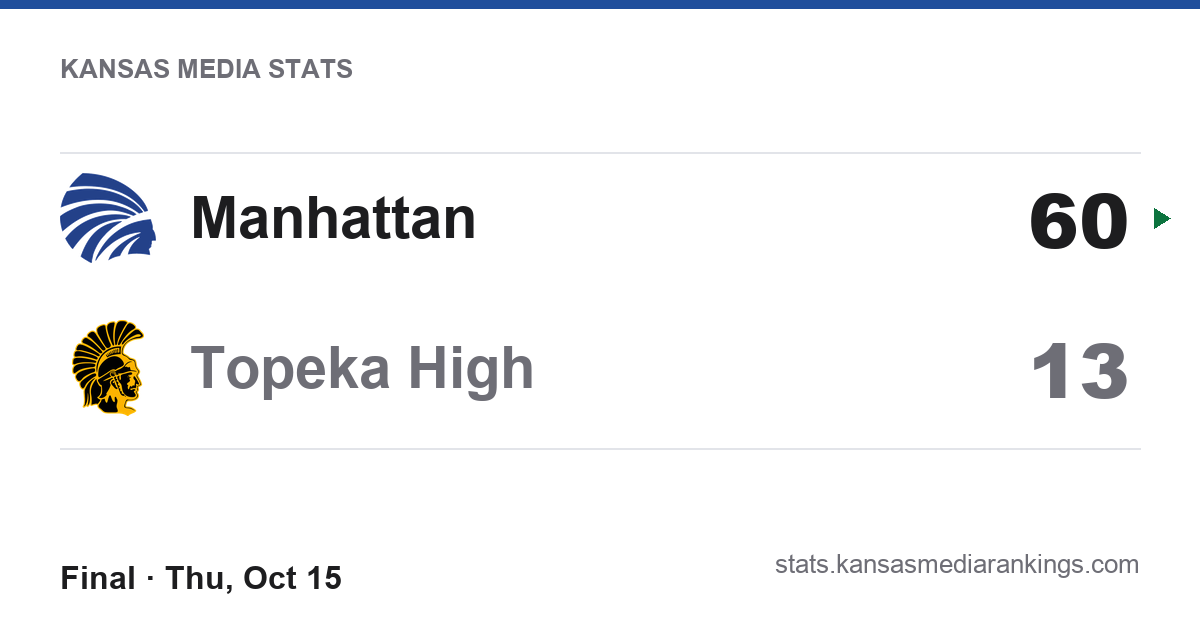 KANSAS MEDIA STATS
Manhattan 60
Topeka High 13
Final · Thu, Oct 15
stats.kansasmediarankings.com